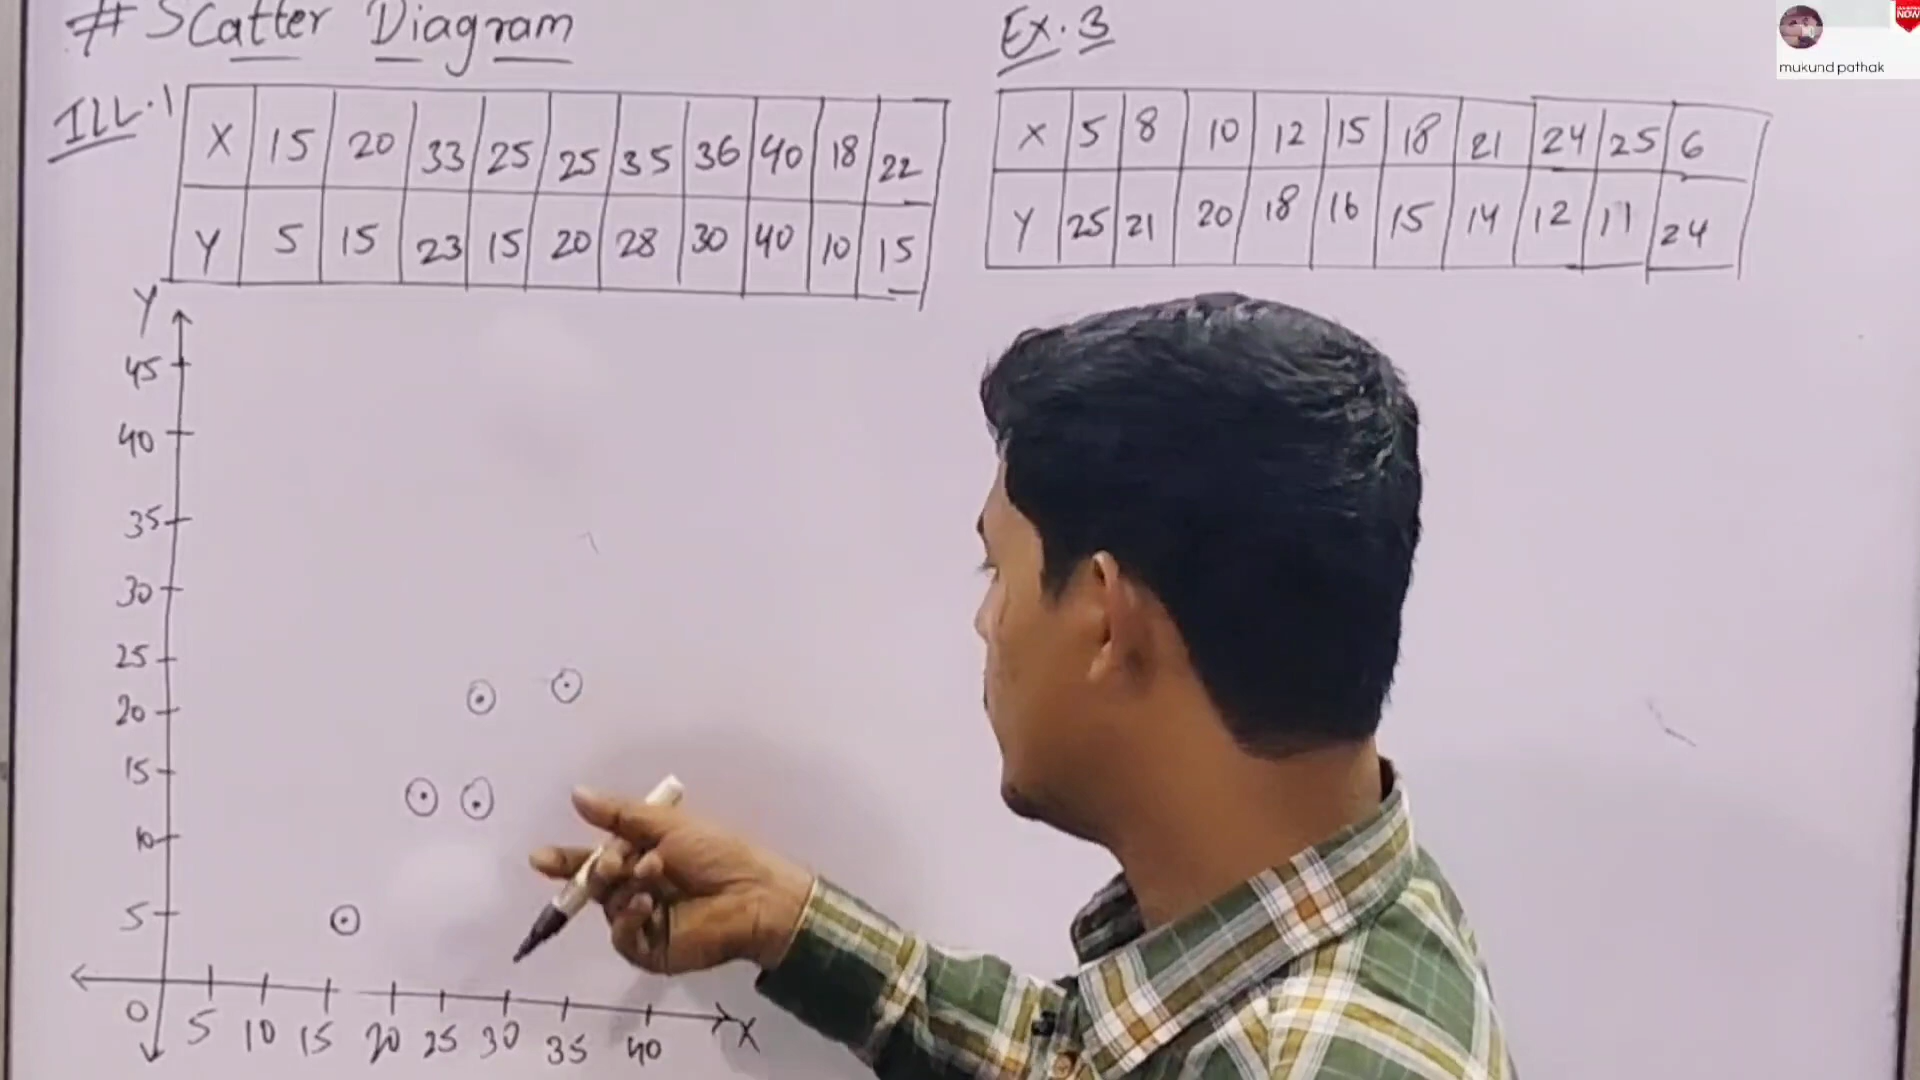 # Scatter Diagram
ILL.1
X 15 20 33 25 25 35 36 40 18 22
Y 5 15 23 15 20 28 30 40 10 15
Ex. 3
X 5 8 10 12 15 18 21 24 25 6
Y 25 21 20 18 16 15 14 12 11 24
Y
45
40
35
30
25
20
15
10
5
0 5 10 15 20 25 30 35 40 X
mukund pathak
NOW